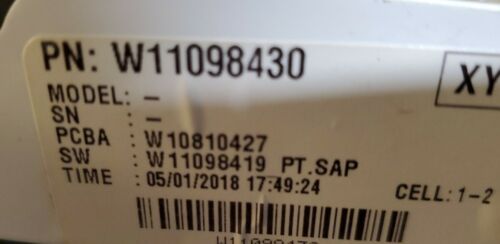 PN: W11098430
XY
MODEL: –
SN : –
PCBA : W10810427
SW : W11098419 PT.SAP
TIME : 05/01/2018 17:49:24
CELL: 1-2